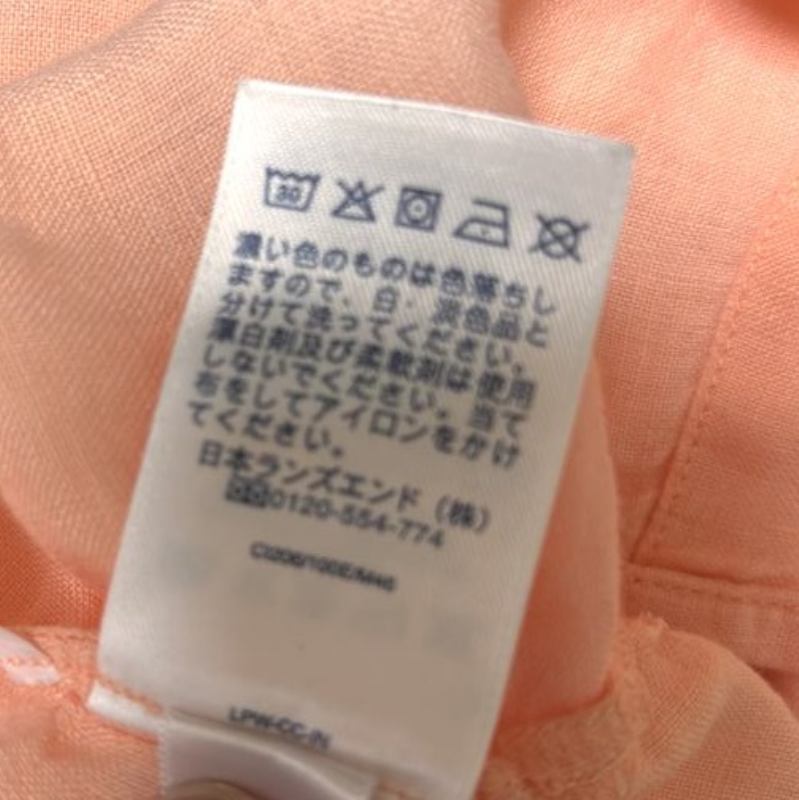 30
濃い色のものは色落ちし
ますので、白・淡色品と
分けて洗ってください。
漂白剤及び柔軟剤は使用
しないでください。当て
布をしてアイロンをかけ
てください。
日本ランズエンド（株）
0120-554-774
LPW-CC-IN